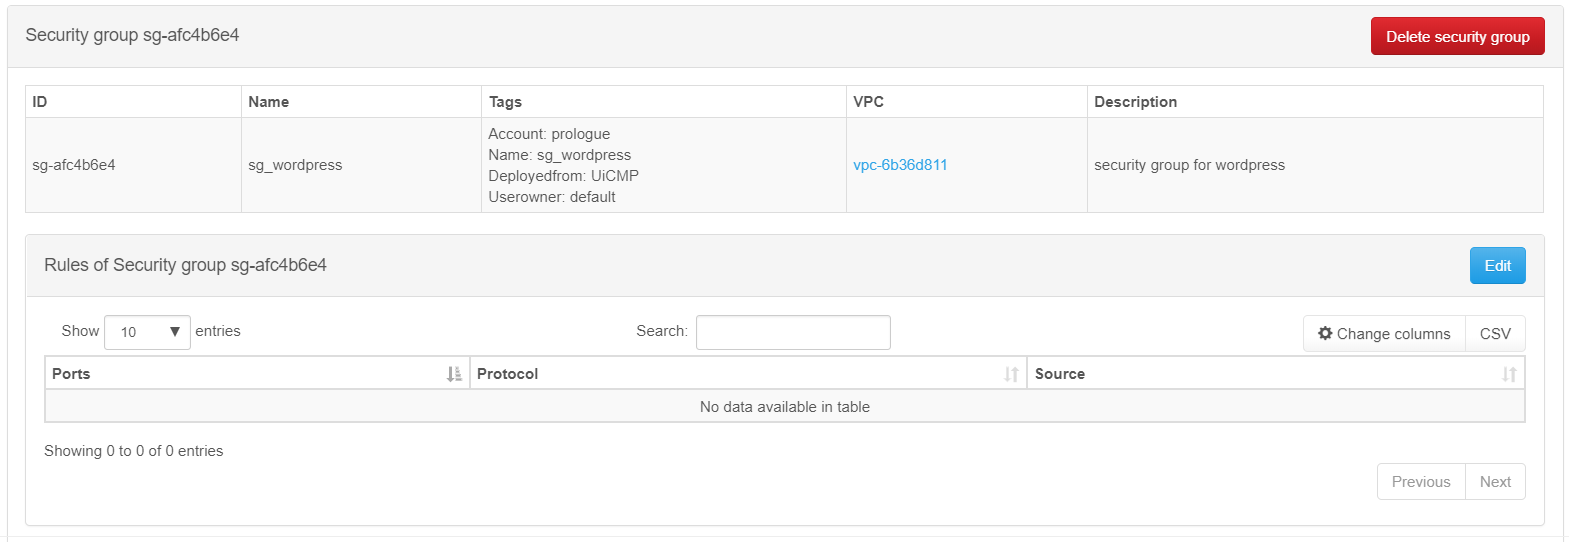 Security group sg-afc4b6e4
Delete security group
ID Name Tags VPC Description
sg-afc4b6e4 sg_wordpress Account: prologue vpc-6b36d811 security group for wordpress
Name: sg_wordpress
Deployedfrom: UiCMP
Userowner: default
Rules of Security group sg-afc4b6e4
Edit
Show 10 entries Search: Change columns CSV
Ports Protocol Source
No data available in table
Showing 0 to 0 of 0 entries
Previous Next